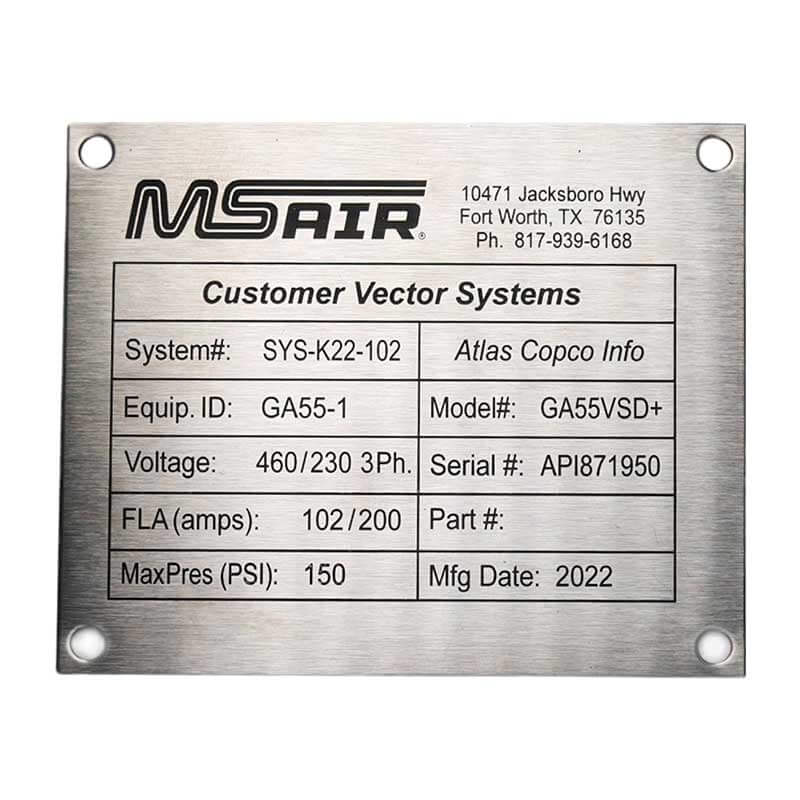 MSAIR®
10471 Jacksboro Hwy
Fort Worth, TX 76135
Ph. 817-939-6168
Customer Vector Systems
System#: SYS-K22-102 Atlas Copco Info
Equip. ID: GA55-1 Model#: GA55VSD+
Voltage: 460/230 3Ph. Serial #: API871950
FLA (amps): 102/200 Part #:
MaxPres (PSI): 150 Mfg Date: 2022